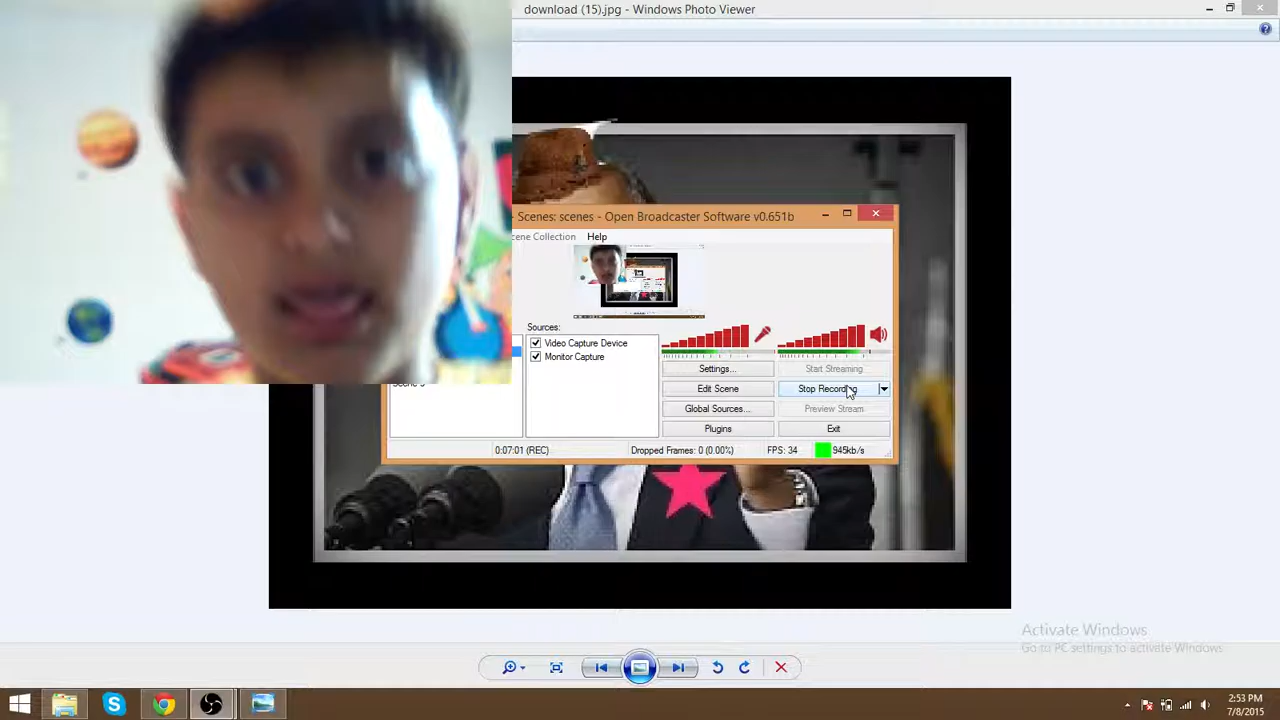 download (15).jpg - Windows Photo Viewer
- Scenes: scenes - Open Broadcaster Software v0.651b
cene Collection Help
Sources:
Video Capture Device
Monitor Capture
Settings... Start Streaming
Edit Scene Stop Recording
Global Sources... Preview Stream
Plugins Exit
0:07:01 (REC) Dropped Frames: 0 (0.00%) FPS: 34 945kb/s
Activate Windows
Go to PC settings to activate Windows.
2:53 PM
7/8/2015